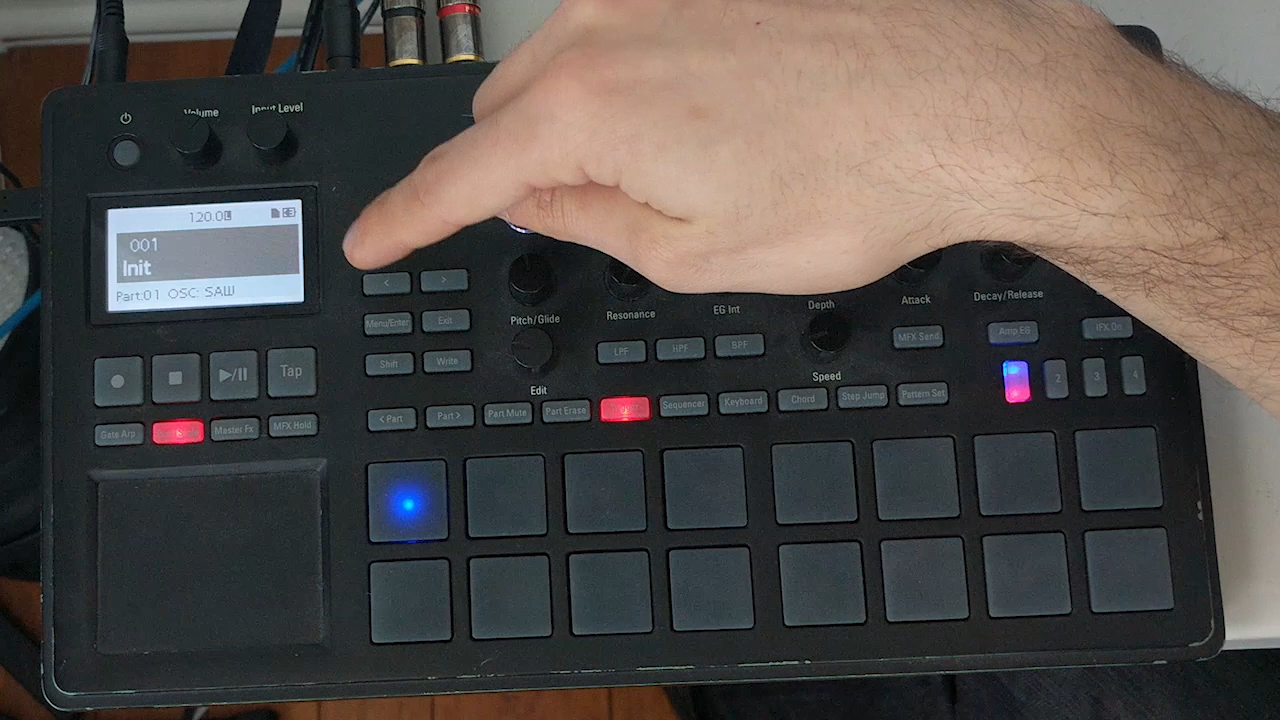 Volume
Input Level
120.0
001
Init
Part:01 OSC: SAW
<
>
Menu/Enter
Exit
Shift
Write
Pitch/Glide
Resonance
EG Int
Depth
Attack
Decay/Release
LPF
HPF
BPF
MFX Send
Amp EG
IFX On
Edit
Speed
2
3
4
Tap
Gate Arp
Master Fx
MFX Hold
< Part
Part >
Part Mute
Part Erase
Sequencer
Keyboard
Chord
Step Jump
Pattern Set